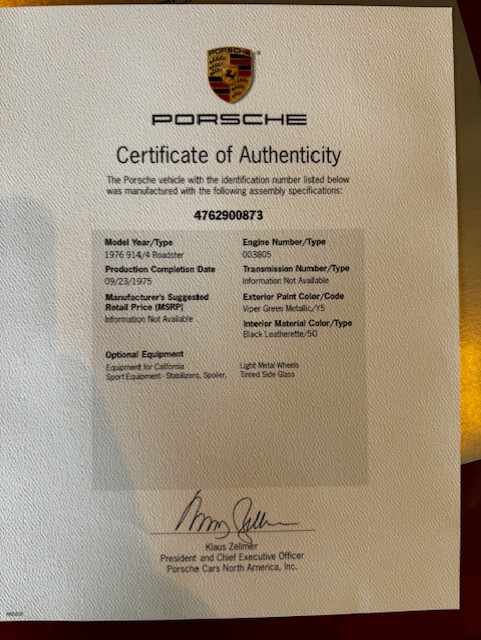 PORSCHE
PORSCHE
Certificate of Authenticity
The Porsche vehicle with the identification number listed below
was manufactured with the following assembly specifications:
4762900873
Model Year/Type
1976 914/4 Roadster
Production Completion Date
09/23/1975
Manufacturer's Suggested
Retail Price (MSRP)
Information Not Available
Engine Number/Type
003805
Transmission Number/Type
Information Not Available
Exterior Paint Color/Code
Viper Green Metallic/Y5
Interior Material Color/Type
Black Leatherette/50
Optional Equipment
Equipment for California
Sport Equipment - Stabilizers, Spoiler,
Light Metal Wheels
Tinted Side Glass
Klaus Zellmer
President and Chief Executive Officer
Porsche Cars North America, Inc.